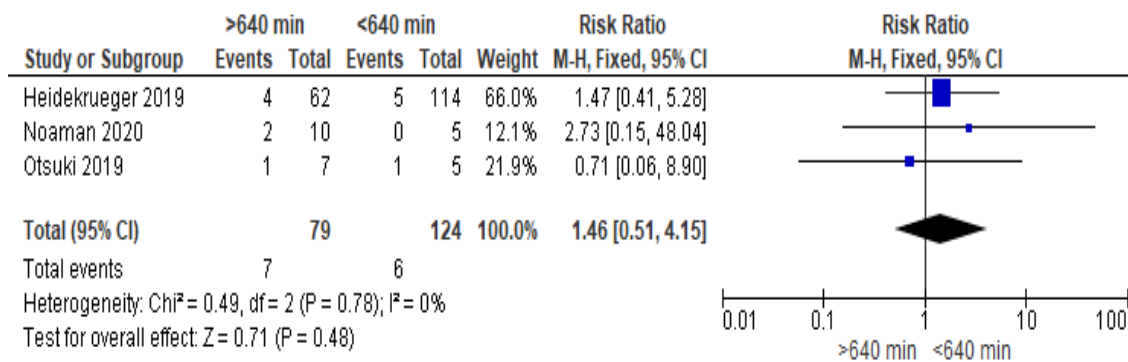 >640 min <640 min Risk Ratio Risk Ratio
Study or Subgroup Events Total Events Total Weight M-H, Fixed, 95% CI M-H, Fixed, 95% CI
Heidekrueger 2019 4 62 5 114 66.0% 1.47 [0.41, 5.28]
Noaman 2020 2 10 0 5 12.1% 2.73 [0.15, 48.04]
Otsuki 2019 1 7 1 5 21.9% 0.71 [0.06, 8.90]
Total (95% CI) 79 124 100.0% 1.46 [0.51, 4.15]
Total events 7 6
Heterogeneity: Chi² = 0.49, df = 2 (P = 0.78); I² = 0%
Test for overall effect: Z = 0.71 (P = 0.48)
0.01 0.1 1 10 100
>640 min <640 min